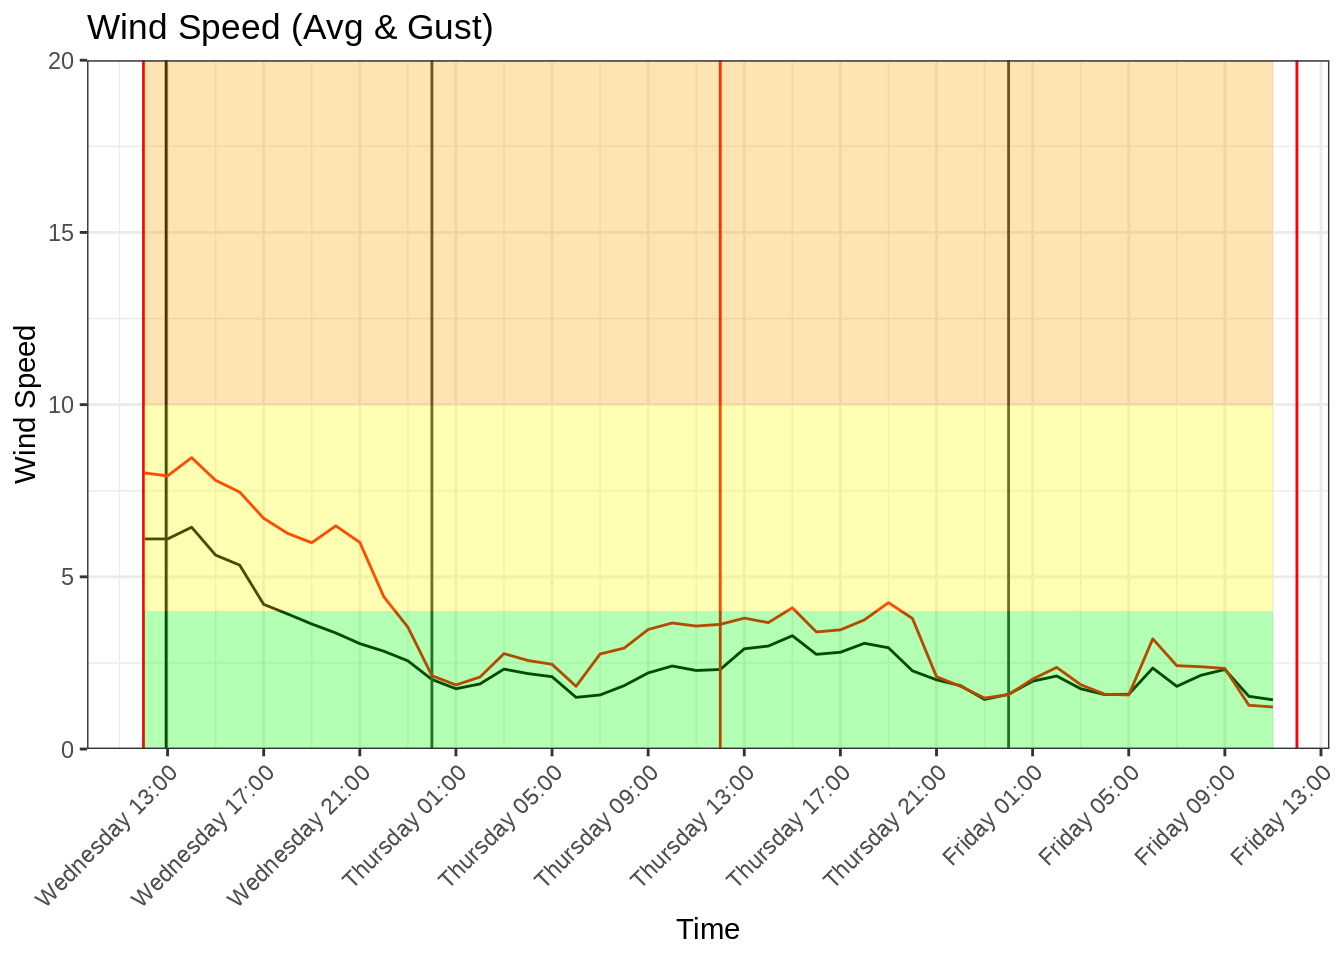 Wind Speed (Avg & Gust)
20
15
10
5
0
Wind Speed
Wednesday 13:00
Wednesday 17:00
Wednesday 21:00
Thursday 01:00
Thursday 05:00
Thursday 09:00
Thursday 13:00
Thursday 17:00
Thursday 21:00
Friday 01:00
Friday 05:00
Friday 09:00
Friday 13:00
Time